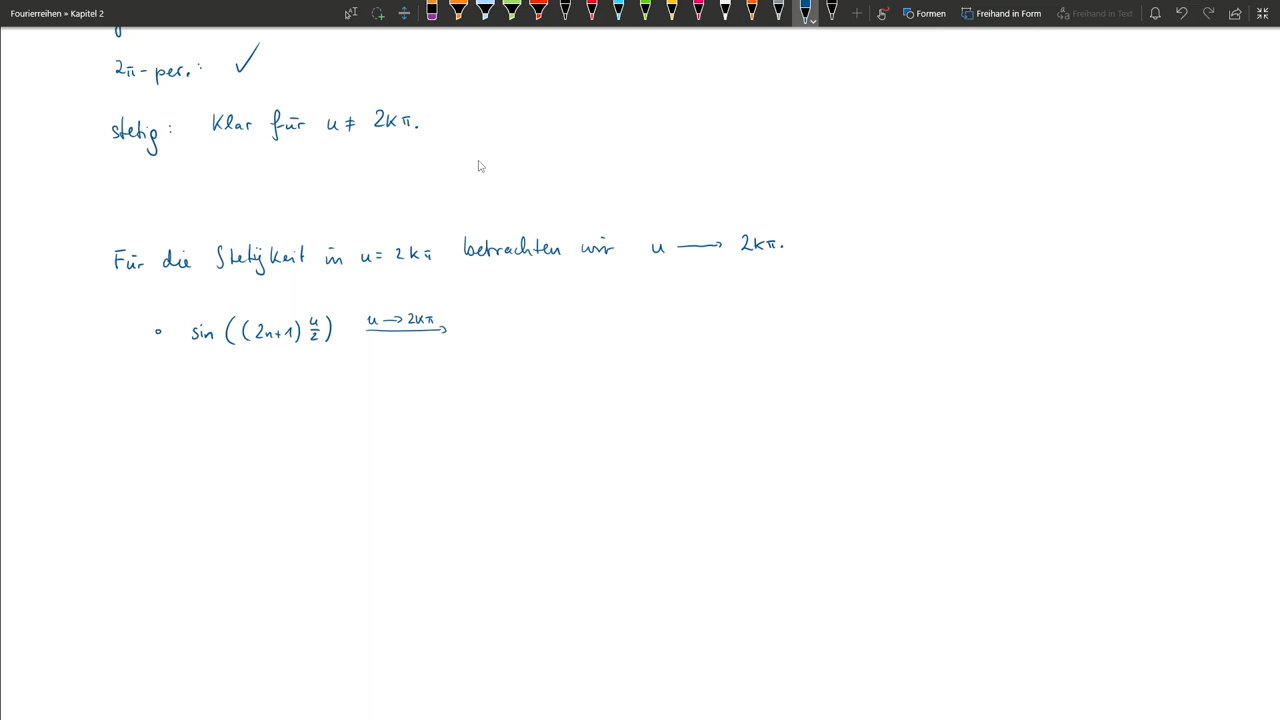 Fourierreihen » Kapitel 2
Formen Freihand in Form Freihand in Text
2π-per.: ✓
stetig: Klar für u ≠ 2kπ.
Für die Stetigkeit in u = 2kπ betrachten wir u ⟶ 2kπ.
∘ sin((2n+1) u/2) u→2kπ ⟶